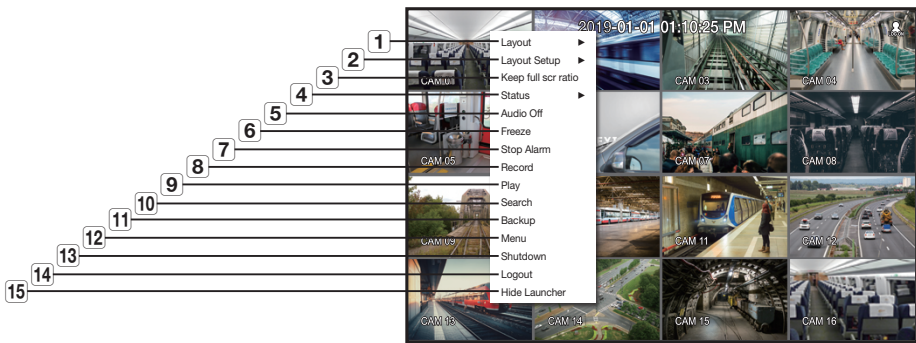 2019-01-01 01:10:25 PM
1 Layout ▶
2 Layout Setup ▶
3 Keep full scr ratio
4 Status ▶
5 Audio Off
6 Freeze
7 Stop Alarm
8 Record
9 Play
10 Search
11 Backup
12 Menu
13 Shutdown
14 Logout
15 Hide Launcher
CAM 01
CAM 03
CAM 04
CAM 05
CAM 07
CAM 08
CAM 09
CAM 11
CAM 12
CAM 13
CAM 14
CAM 15
CAM 16